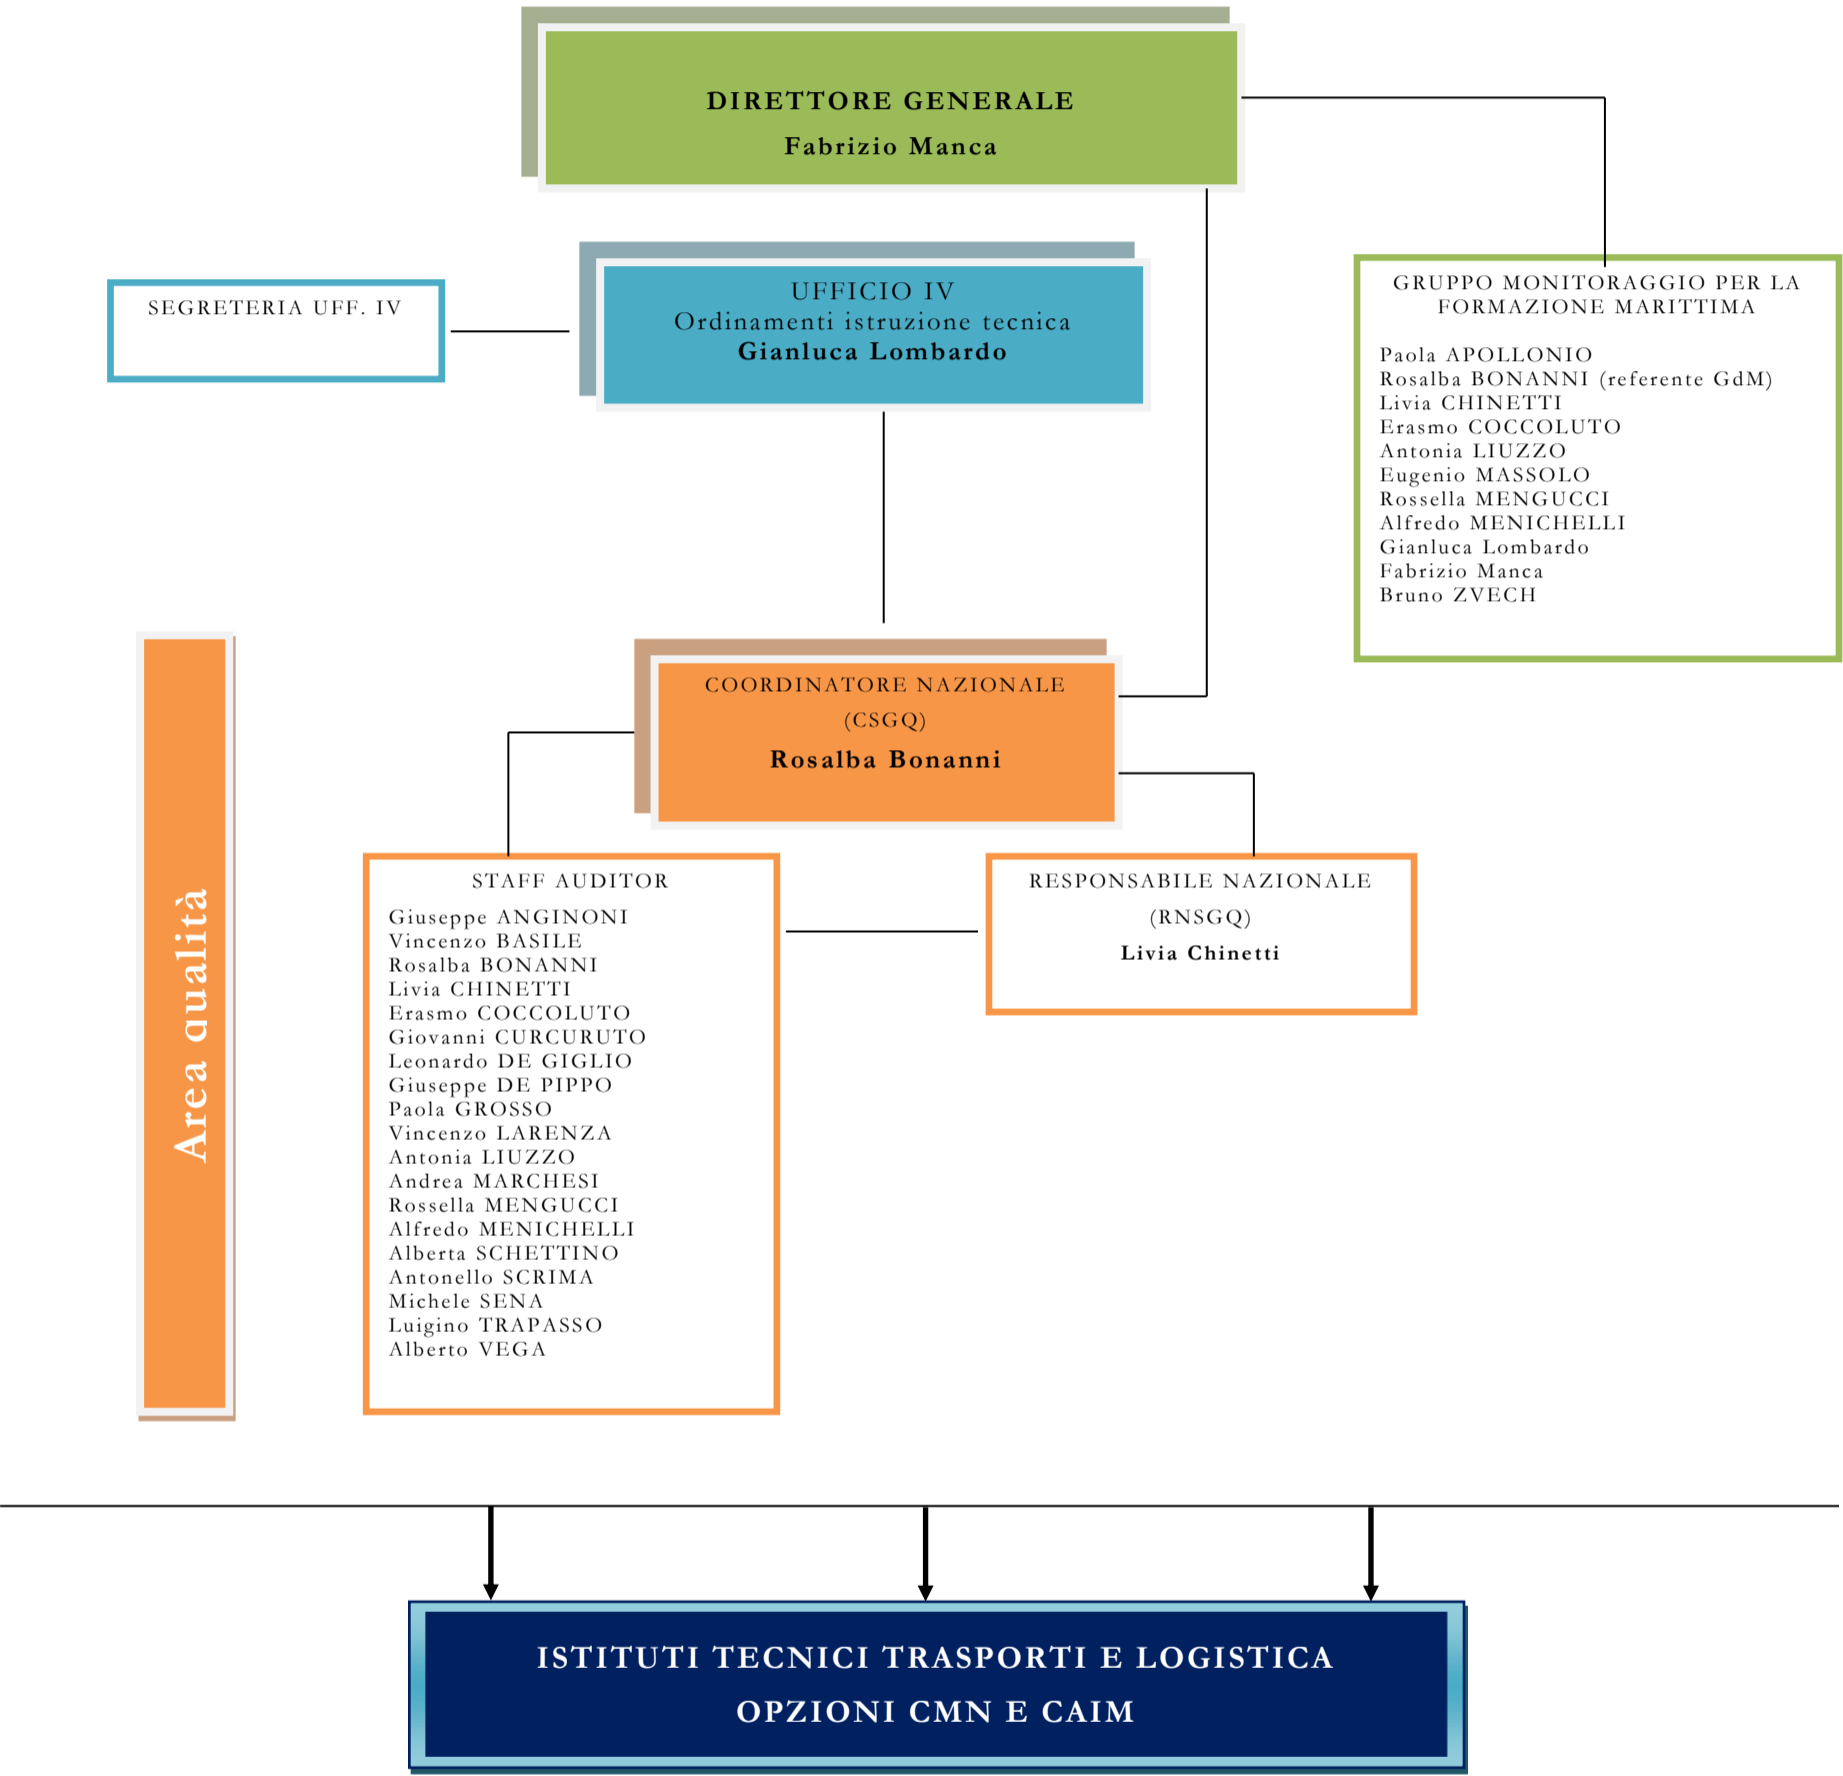 DIRETTORE GENERALE
Fabrizio Manca
SEGRETERIA UFF. IV
UFFICIO IV
Ordinamenti istruzione tecnica
Gianluca Lombardo
GRUPPO MONITORAGGIO PER LA
FORMAZIONE MARITTIMA
Paola APOLLONIO
Rosalba BONANNI (referente GdM)
Livia CHINETTI
Erasmo COCCOLUTO
Antonia LIUZZO
Eugenio MASSOLO
Rossella MENGUCCI
Alfredo MENICHELLI
Gianluca Lombardo
Fabrizio Manca
Bruno ZVECH
Area qualità
COORDINATORE NAZIONALE
(CSGQ)
Rosalba Bonanni
STAFF AUDITOR
Giuseppe ANGINONI
Vincenzo BASILE
Rosalba BONANNI
Livia CHINETTI
Erasmo COCCOLUTO
Giovanni CURCURUTO
Leonardo DE GIGLIO
Giuseppe DE PIPPO
Paola GROSSO
Vincenzo LARENZA
Antonia LIUZZO
Andrea MARCHESI
Rossella MENGUCCI
Alfredo MENICHELLI
Alberta SCHETTINO
Antonello SCRIMA
Michele SENA
Luigino TRAPASSO
Alberto VEGA
RESPONSABILE NAZIONALE
(RNSGQ)
Livia Chinetti
ISTITUTI TECNICI TRASPORTI E LOGISTICA
OPZIONI CMN E CAIM